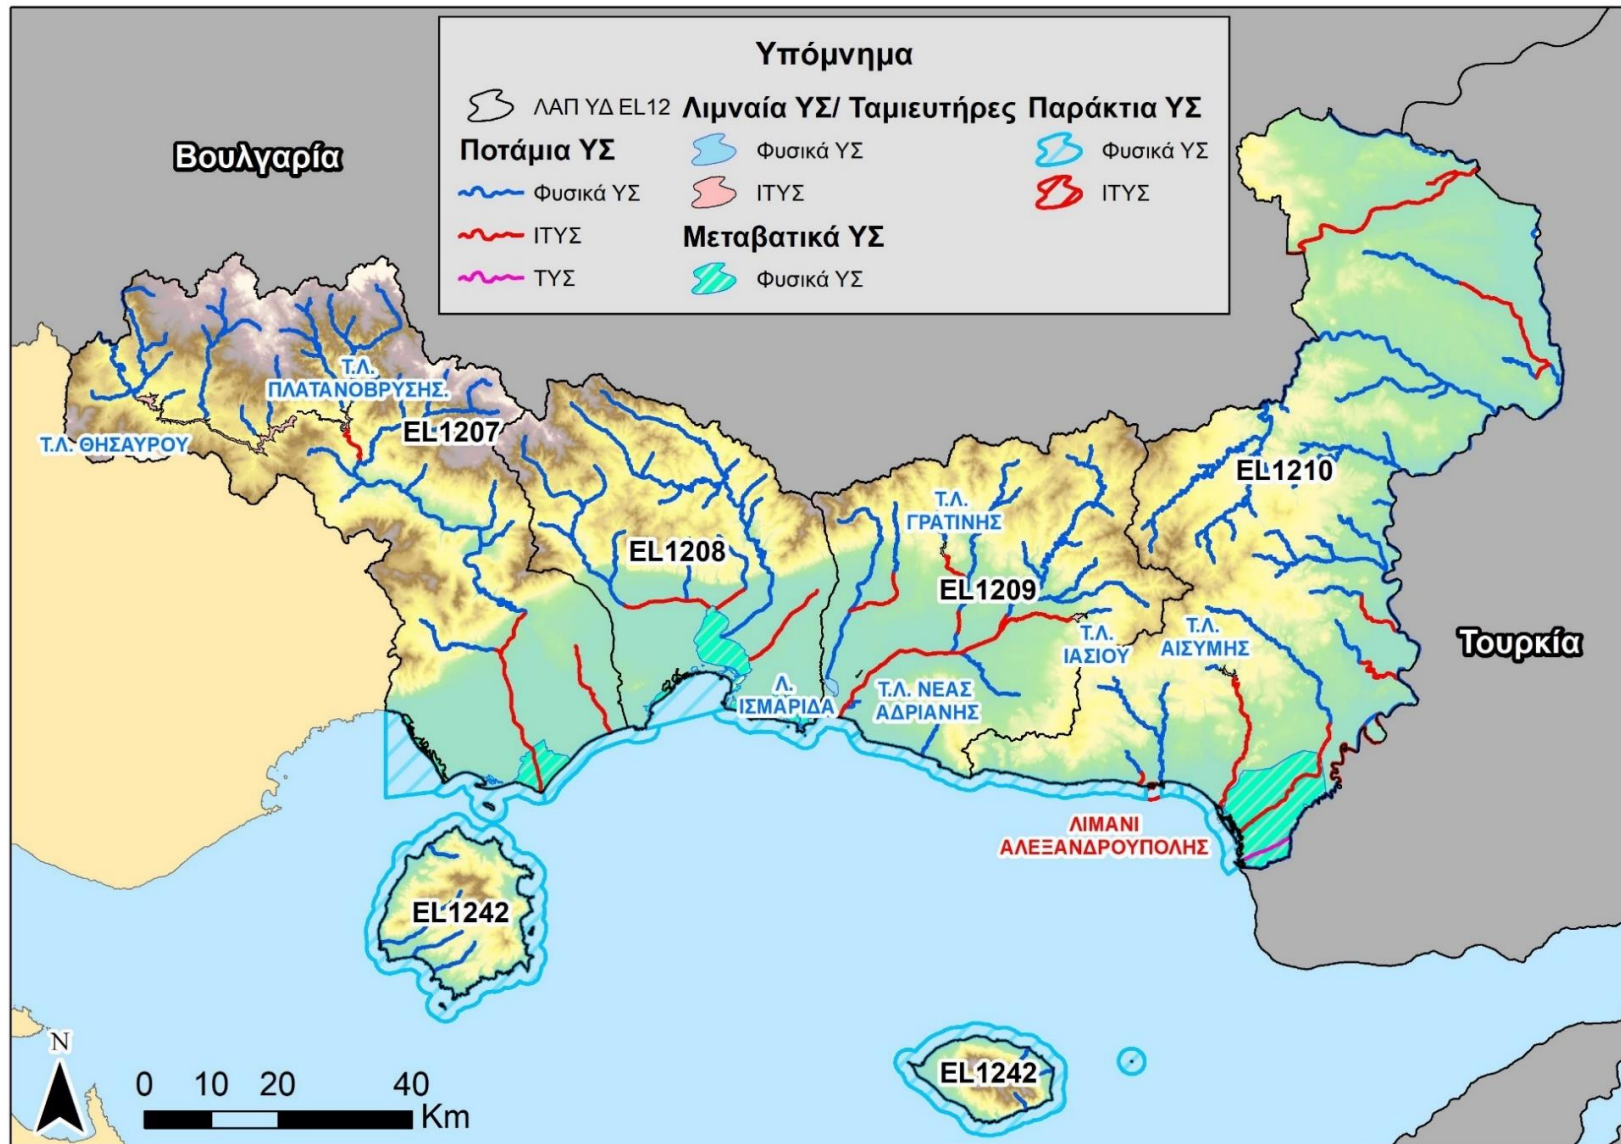 Υπόμνημα
ΛΑΠ ΥΔ EL12
Ποτάμια ΥΣ
Φυσικά ΥΣ
ΙΤΥΣ
ΤΥΣ
Λιμναία ΥΣ/ Ταμιευτήρες
Φυσικά ΥΣ
ΙΤΥΣ
Μεταβατικά ΥΣ
Φυσικά ΥΣ
Παράκτια ΥΣ
Φυσικά ΥΣ
ΙΤΥΣ
Βουλγαρία
Τ.Λ.
ΠΛΑΤΑΝΟΒΡΥΣΗΣ.
EL1207
Τ.Λ. ΘΗΣΑΥΡΟΥ
EL1208
Τ.Λ.
ΓΡΑΤΙΝΗΣ
EL1209
EL1210
Τουρκία
Τ.Λ.
ΙΑΣΙΟΥ
Τ.Λ.
ΑΙΣΥΜΗΣ
Λ.
ΙΣΜΑΡΙΔΑ
Τ.Λ. ΝΕΑΣ
ΑΔΡΙΑΝΗΣ
ΛΙΜΑΝΙ
ΑΛΕΞΑΝΔΡΟΥΠΟΛΗΣ
EL1242
EL1242
N
0 10 20 40
Km